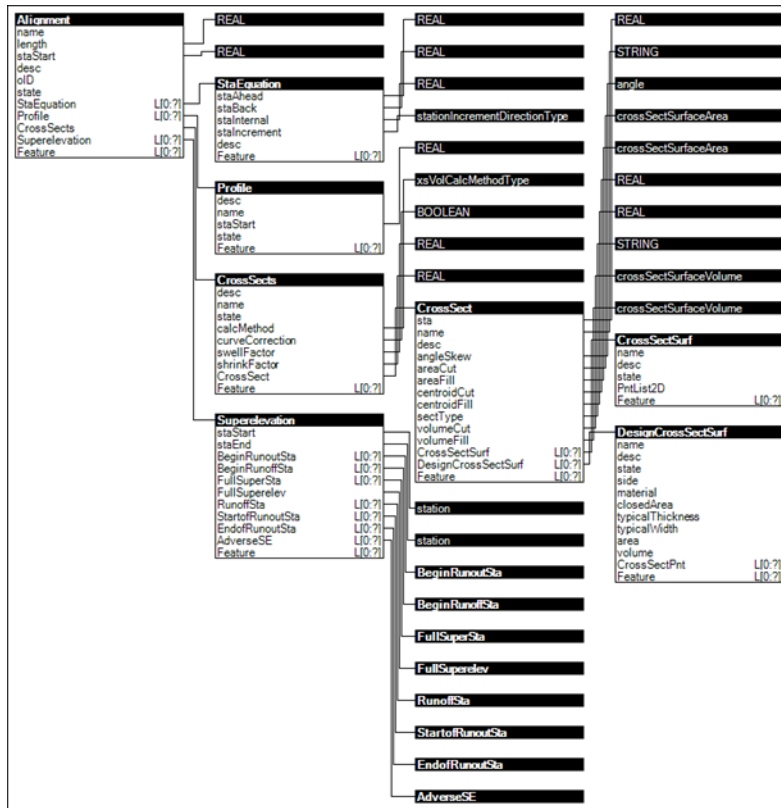 Alignment
name
length
staStart
desc
oID
state
StaEquation L[0:?]
Profile L[0:?]
CrossSects
Superelevation L[0:?]
Feature L[0:?]
REAL
REAL
StaEquation
staAhead
staBack
staInternal
staIncrement
desc
Feature L[0:?]
Profile
desc
name
staStart
state
Feature L[0:?]
CrossSects
desc
name
state
calcMethod
curveCorrection
swellFactor
shrinkFactor
CrossSect L[0:?]
Feature L[0:?]
Superelevation
staStart
staEnd
BeginRunoutSta L[0:?]
BeginRunoffSta L[0:?]
FullSuperSta L[0:?]
FullSuperelev
RunoffSta L[0:?]
StartofRunoutSta L[0:?]
EndofRunoutSta L[0:?]
AdverseSE L[0:?]
Feature L[0:?]
REAL
REAL
REAL
stationIncrementDirectionType
REAL
xsVolCalcMethodType
BOOLEAN
REAL
REAL
CrossSect
sta
name
desc
angleSkew
areaCut
areaFill
centroidCut
centroidFill
sectType
volumeCut
volumeFill
CrossSectSurf L[0:?]
DesignCrossSectSurf L[0:?]
Feature L[0:?]
station
station
BeginRunoutSta
BeginRunoffSta
FullSuperSta
FullSuperelev
RunoffSta
StartofRunoutSta
EndofRunoutSta
AdverseSE
REAL
STRING
angle
crossSectSurfaceArea
crossSectSurfaceArea
REAL
REAL
STRING
crossSectSurfaceVolume
crossSectSurfaceVolume
CrossSectSurf
name
desc
state
PntList2D
Feature L[0:?]
DesignCrossSectSurf
name
desc
state
side
material
closedArea
typicalThickness
typicalWidth
area
volume
CrossSectPnt L[0:?]
Feature L[0:?]